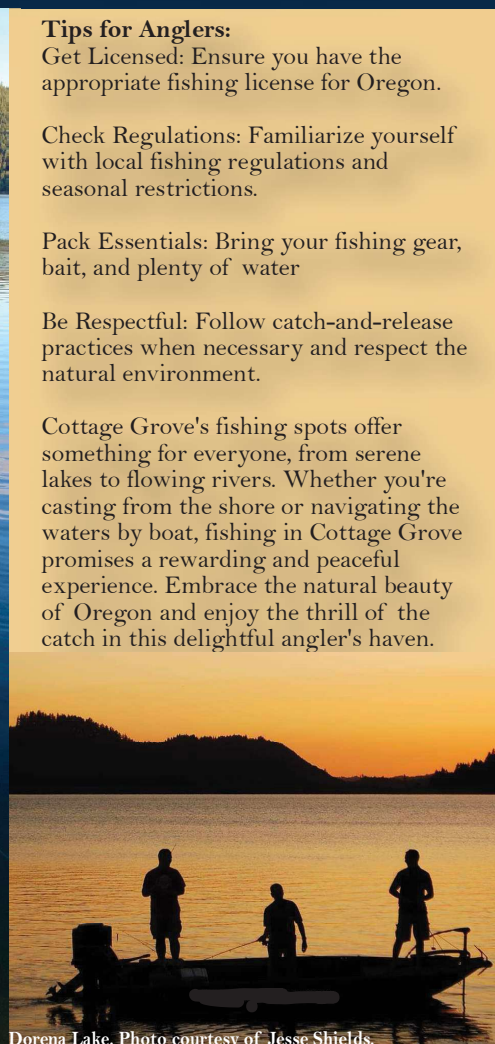 Tips for Anglers:
Get Licensed: Ensure you have the
appropriate fishing license for Oregon.
Check Regulations: Familiarize yourself
with local fishing regulations and
seasonal restrictions.
Pack Essentials: Bring your fishing gear,
bait, and plenty of water
Be Respectful: Follow catch-and-release
practices when necessary and respect the
natural environment.
Cottage Grove's fishing spots offer
something for everyone, from serene
lakes to flowing rivers. Whether you're
casting from the shore or navigating the
waters by boat, fishing in Cottage Grove
promises a rewarding and peaceful
experience. Embrace the natural beauty
of Oregon and enjoy the thrill of the
catch in this delightful angler's haven.
Dorena Lake. Photo courtesy of Jesse Shields.